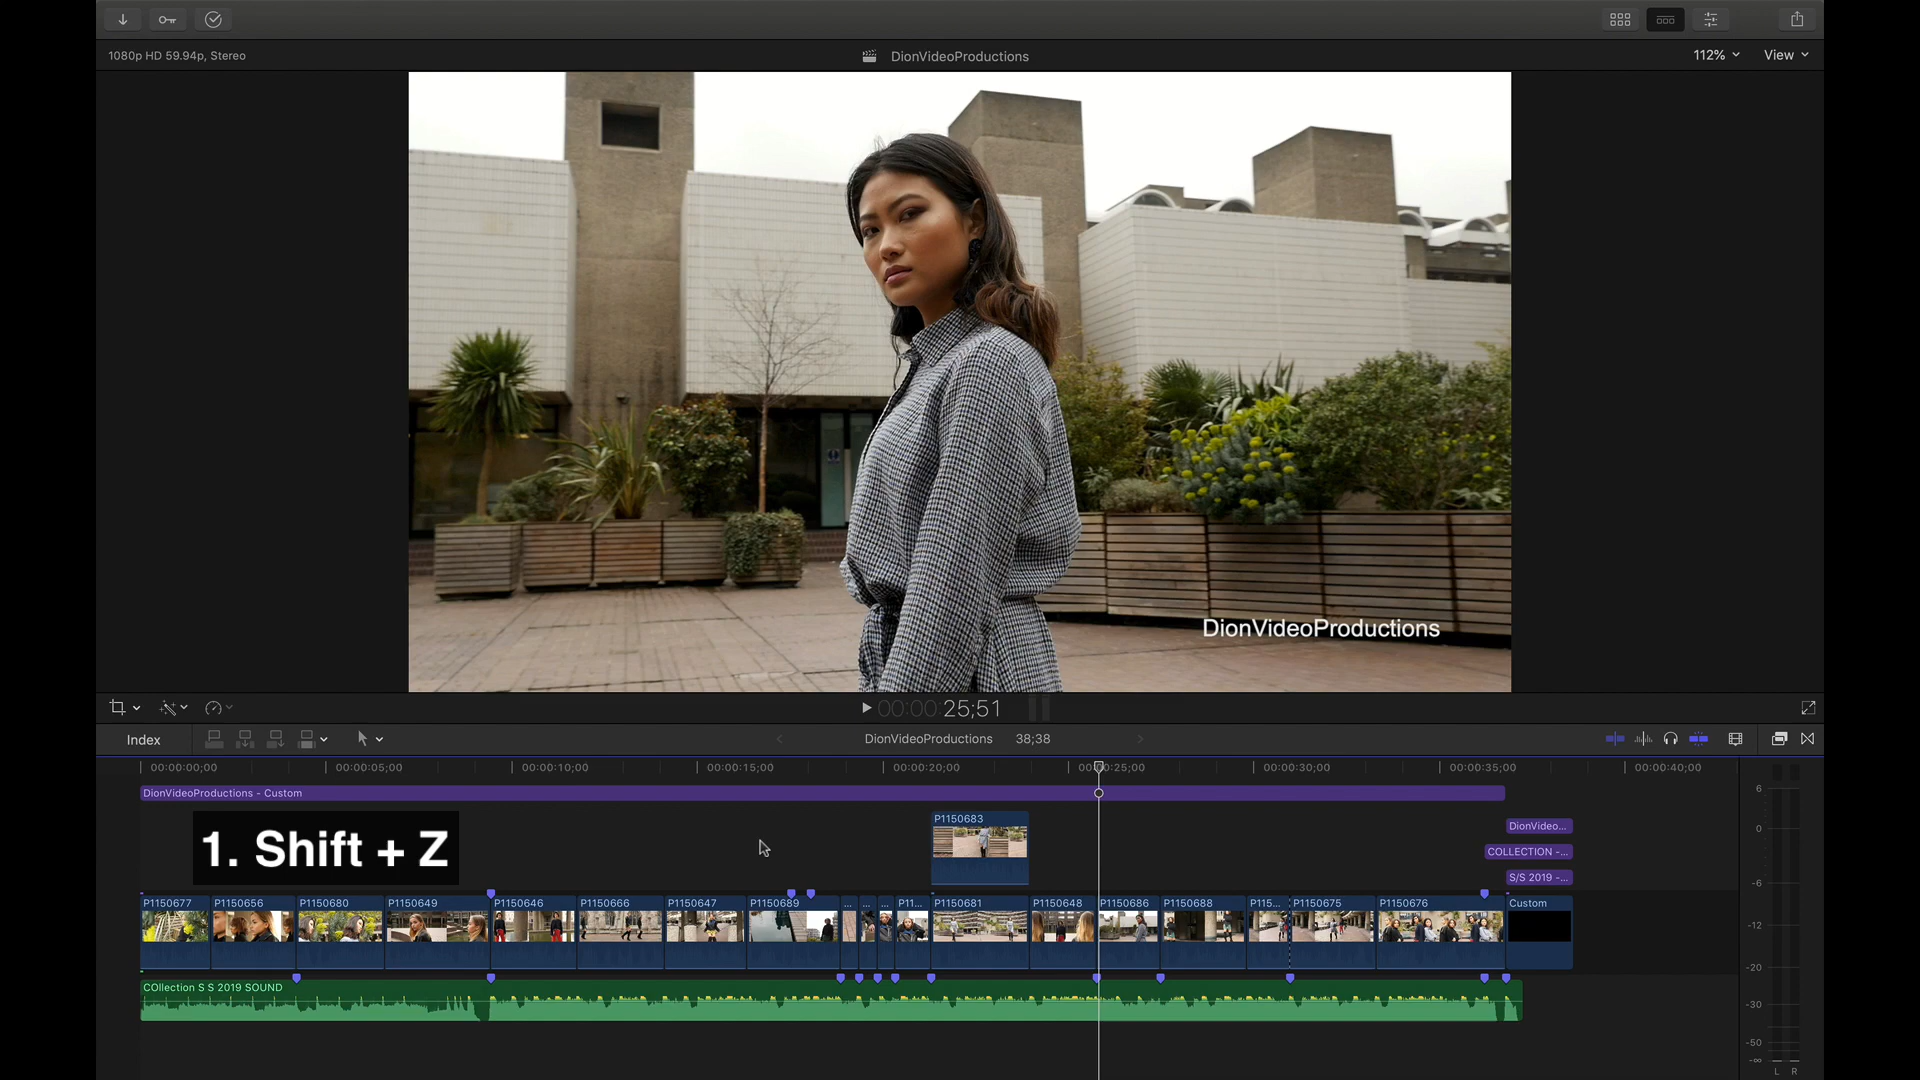 1080p HD 59.94p, Stereo
DionVideoProductions
112%
View
DionVideoProductions
00:00:00:25;51
Index
DionVideoProductions
38;38
00:00:00;00
00:00:05;00
00:00:10;00
00:00:15;00
00:00:20;00
00:00:25;00
00:00:30;00
00:00:35;00
00:00:40;00
DionVideoProductions - Custom
1. Shift + Z
P1150683
DionVideo...
COLLECTION -...
S/S 2019 -...
P1150677
P1150656
P1150680
P1150649
P1150646
P1150666
P1150647
P1150689
...
...
...
P11...
P1150681
P1150648
P1150686
P1150688
P115...
P1150675
P1150676
Custom
COllection S S 2019 SOUND
6
0
-6
-12
-20
-30
-50
-∞
L R